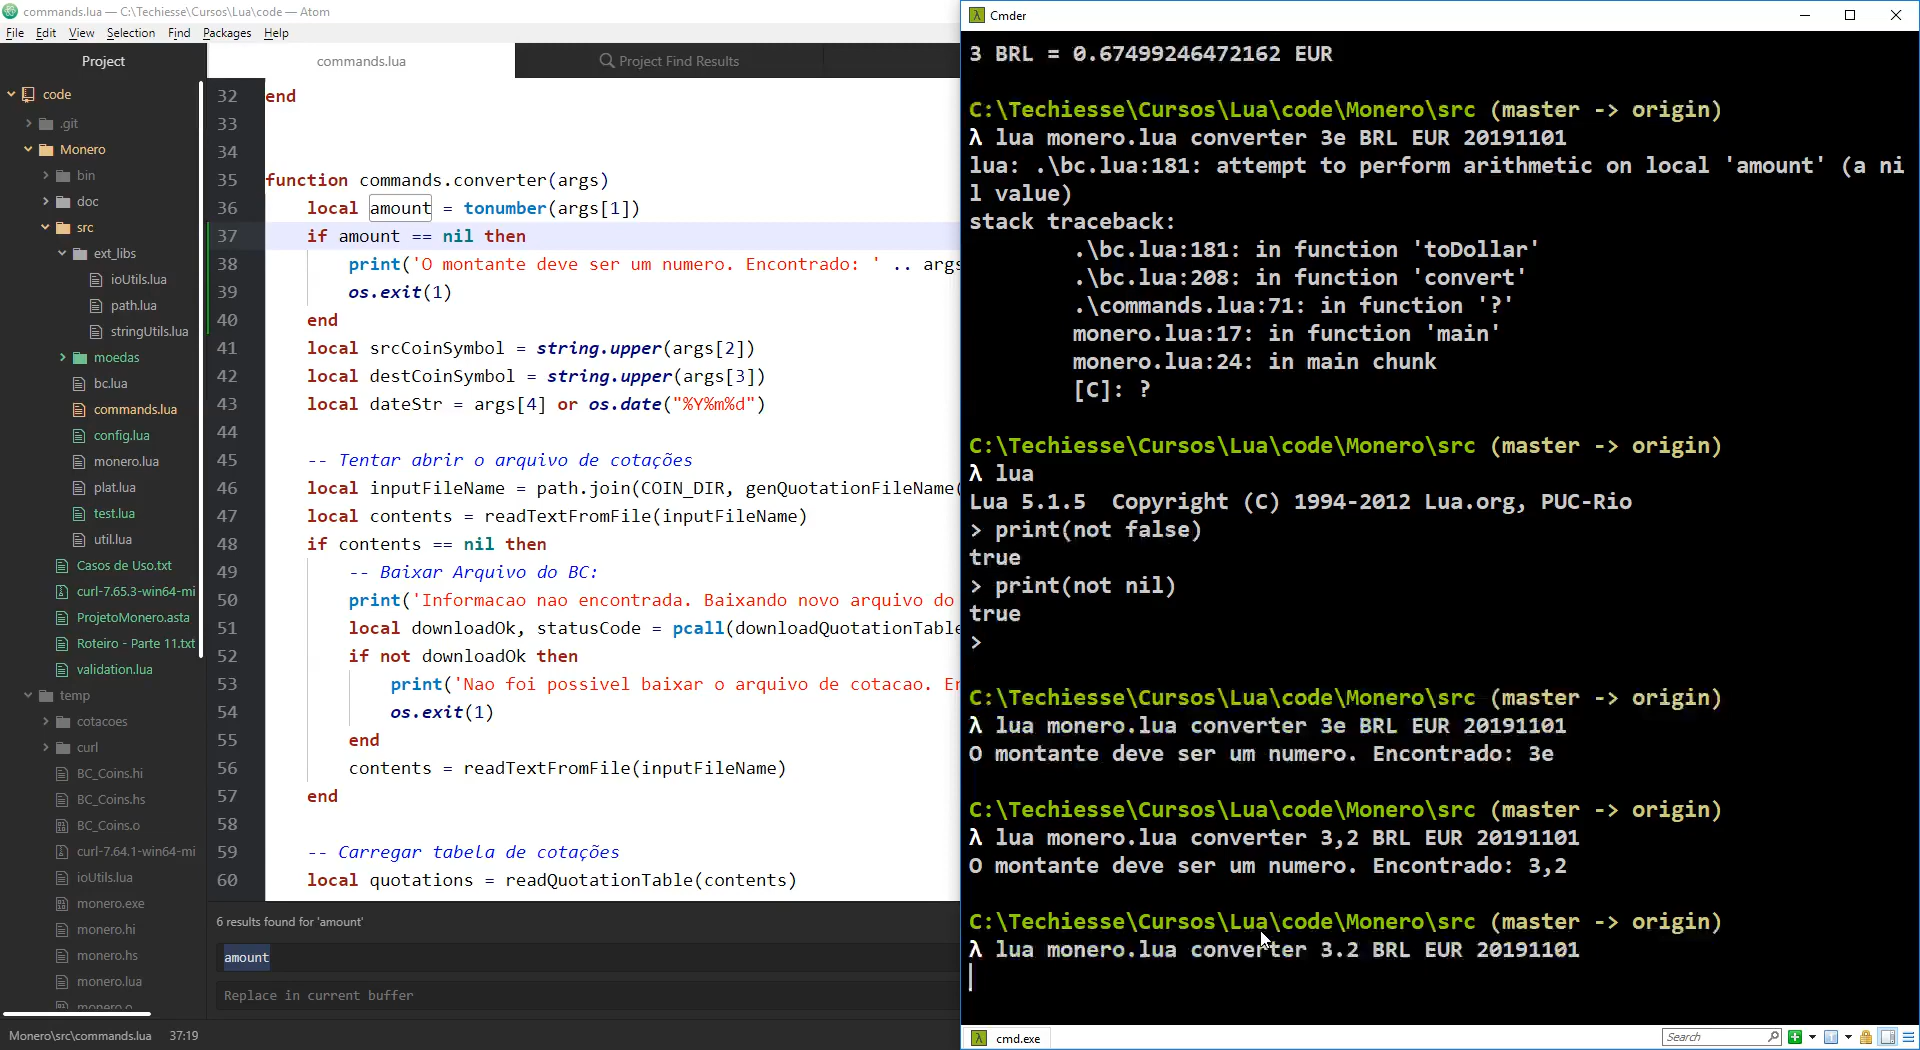 commands.lua — C:\Techiesse\Cursos\Lua\code — Atom
File Edit View Selection Find Packages Help
Project
code
.git
Monero
bin
doc
src
ext_libs
ioUtils.lua
path.lua
stringUtils.lua
moedas
bc.lua
commands.lua
config.lua
monero.lua
plat.lua
test.lua
util.lua
Casos de Uso.txt
curl-7.65.3-win64-mi
ProjetoMonero.asta
Roteiro - Parte 11.txt
validation.lua
temp
cotacoes
curl
BC_Coins.hi
BC_Coins.hs
BC_Coins.o
curl-7.64.1-win64-mi
ioUtils.lua
monero.exe
monero.hi
monero.hs
monero.lua
monero.o
commands.lua
Project Find Results
32 end
33
34
35 function commands.converter(args)
36 local amount = tonumber(args[1])
37 if amount == nil then
38 print('O montante deve ser um numero. Encontrado: ' .. args
39 os.exit(1)
40 end
41 local srcCoinSymbol = string.upper(args[2])
42 local destCoinSymbol = string.upper(args[3])
43 local dateStr = args[4] or os.date("%Y%m%d")
44
45 -- Tentar abrir o arquivo de cotações
46 local inputFileName = path.join(COIN_DIR, genQuotationFileName(
47 local contents = readTextFromFile(inputFileName)
48 if contents == nil then
49 -- Baixar Arquivo do BC:
50 print('Informacao nao encontrada. Baixando novo arquivo do
51 local downloadOk, statusCode = pcall(downloadQuotationTable
52 if not downloadOk then
53 print('Nao foi possivel baixar o arquivo de cotacao. Er
54 os.exit(1)
55 end
56 contents = readTextFromFile(inputFileName)
57 end
58
59 -- Carregar tabela de cotações
60 local quotations = readQuotationTable(contents)
6 results found for 'amount'
amount
Replace in current buffer
Monero\src\commands.lua 37:19
Cmder
3 BRL = 0.67499246472162 EUR
C:\Techiesse\Cursos\Lua\code\Monero\src (master -> origin)
λ lua monero.lua converter 3e BRL EUR 20191101
lua: .\bc.lua:181: attempt to perform arithmetic on local 'amount' (a ni
l value)
stack traceback:
.\bc.lua:181: in function 'toDollar'
.\bc.lua:208: in function 'convert'
.\commands.lua:71: in function '?'
monero.lua:17: in function 'main'
monero.lua:24: in main chunk
[C]: ?
C:\Techiesse\Cursos\Lua\code\Monero\src (master -> origin)
λ lua
Lua 5.1.5 Copyright (C) 1994-2012 Lua.org, PUC-Rio
> print(not false)
true
> print(not nil)
true
>
C:\Techiesse\Cursos\Lua\code\Monero\src (master -> origin)
λ lua monero.lua converter 3e BRL EUR 20191101
O montante deve ser um numero. Encontrado: 3e
C:\Techiesse\Cursos\Lua\code\Monero\src (master -> origin)
λ lua monero.lua converter 3,2 BRL EUR 20191101
O montante deve ser um numero. Encontrado: 3,2
C:\Techiesse\Cursos\Lua\code\Monero\src (master -> origin)
λ lua monero.lua converter 3.2 BRL EUR 20191101
cmd.exe
Search